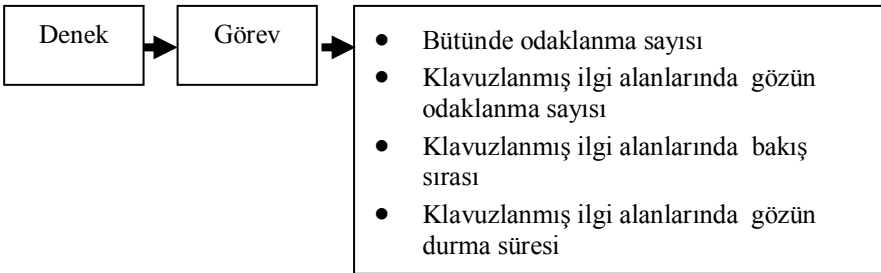 Denek
Görev
• Bütünde odaklanma sayısı
• Klavuzlanmış ilgi alanlarında gözün
odaklanma sayısı
• Klavuzlanmış ilgi alanlarında bakış
sırası
• Klavuzlanmış ilgi alanlarında gözün
durma süresi